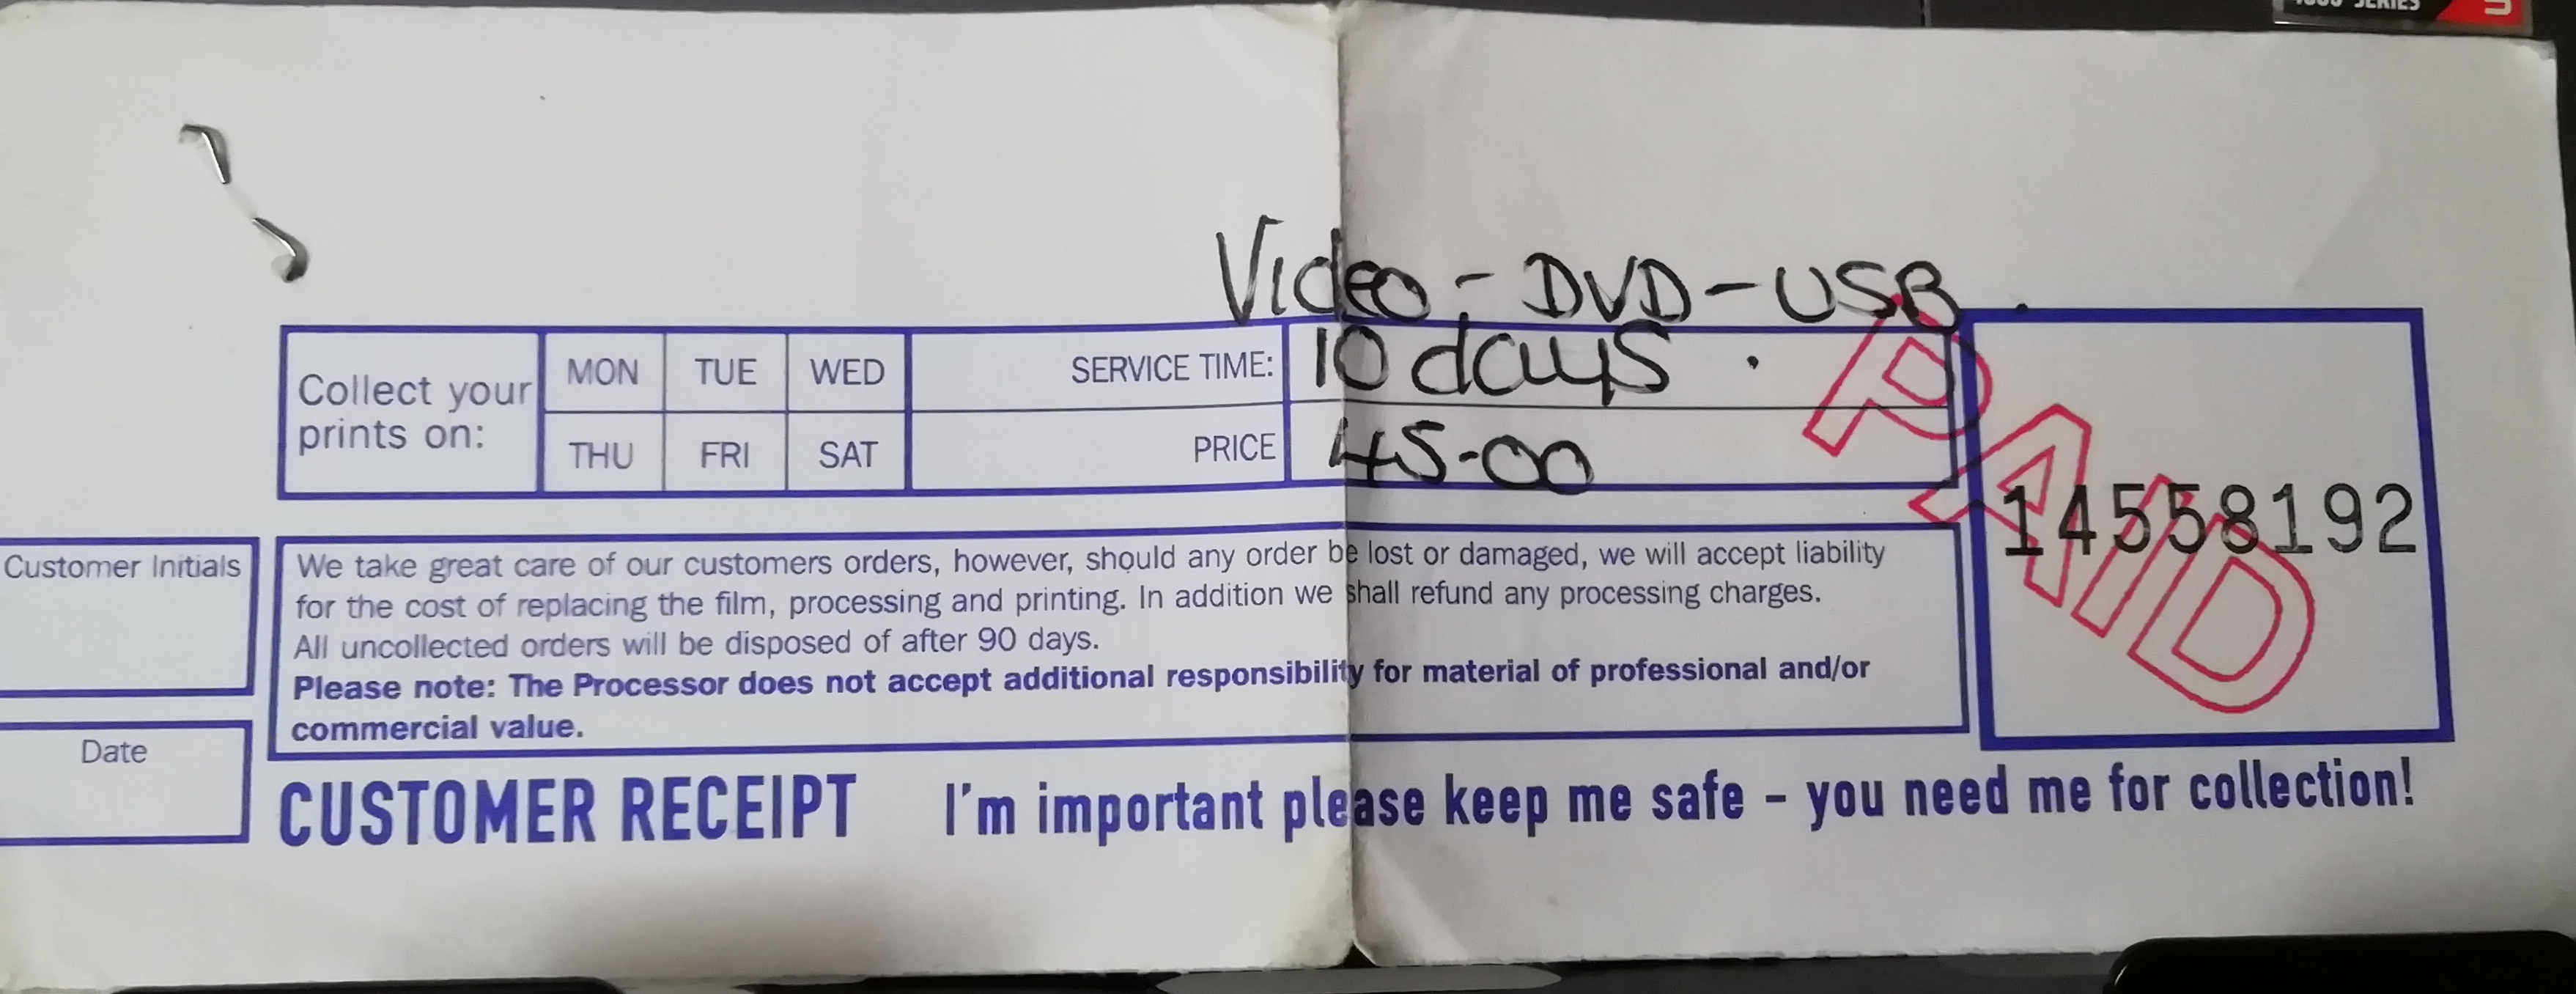 4000 SERIES
Video - DVD - USB.
Collect your
prints on:
MON TUE WED
THU FRI SAT
SERVICE TIME: 10 days.
PRICE 45-00
PAID
14558192
Customer Initials
Date
We take great care of our customers orders, however, should any order be lost or damaged, we will accept liability
for the cost of replacing the film, processing and printing. In addition we shall refund any processing charges.
All uncollected orders will be disposed of after 90 days.
Please note: The Processor does not accept additional responsibility for material of professional and/or
commercial value.
CUSTOMER RECEIPT I'm important please keep me safe - you need me for collection!